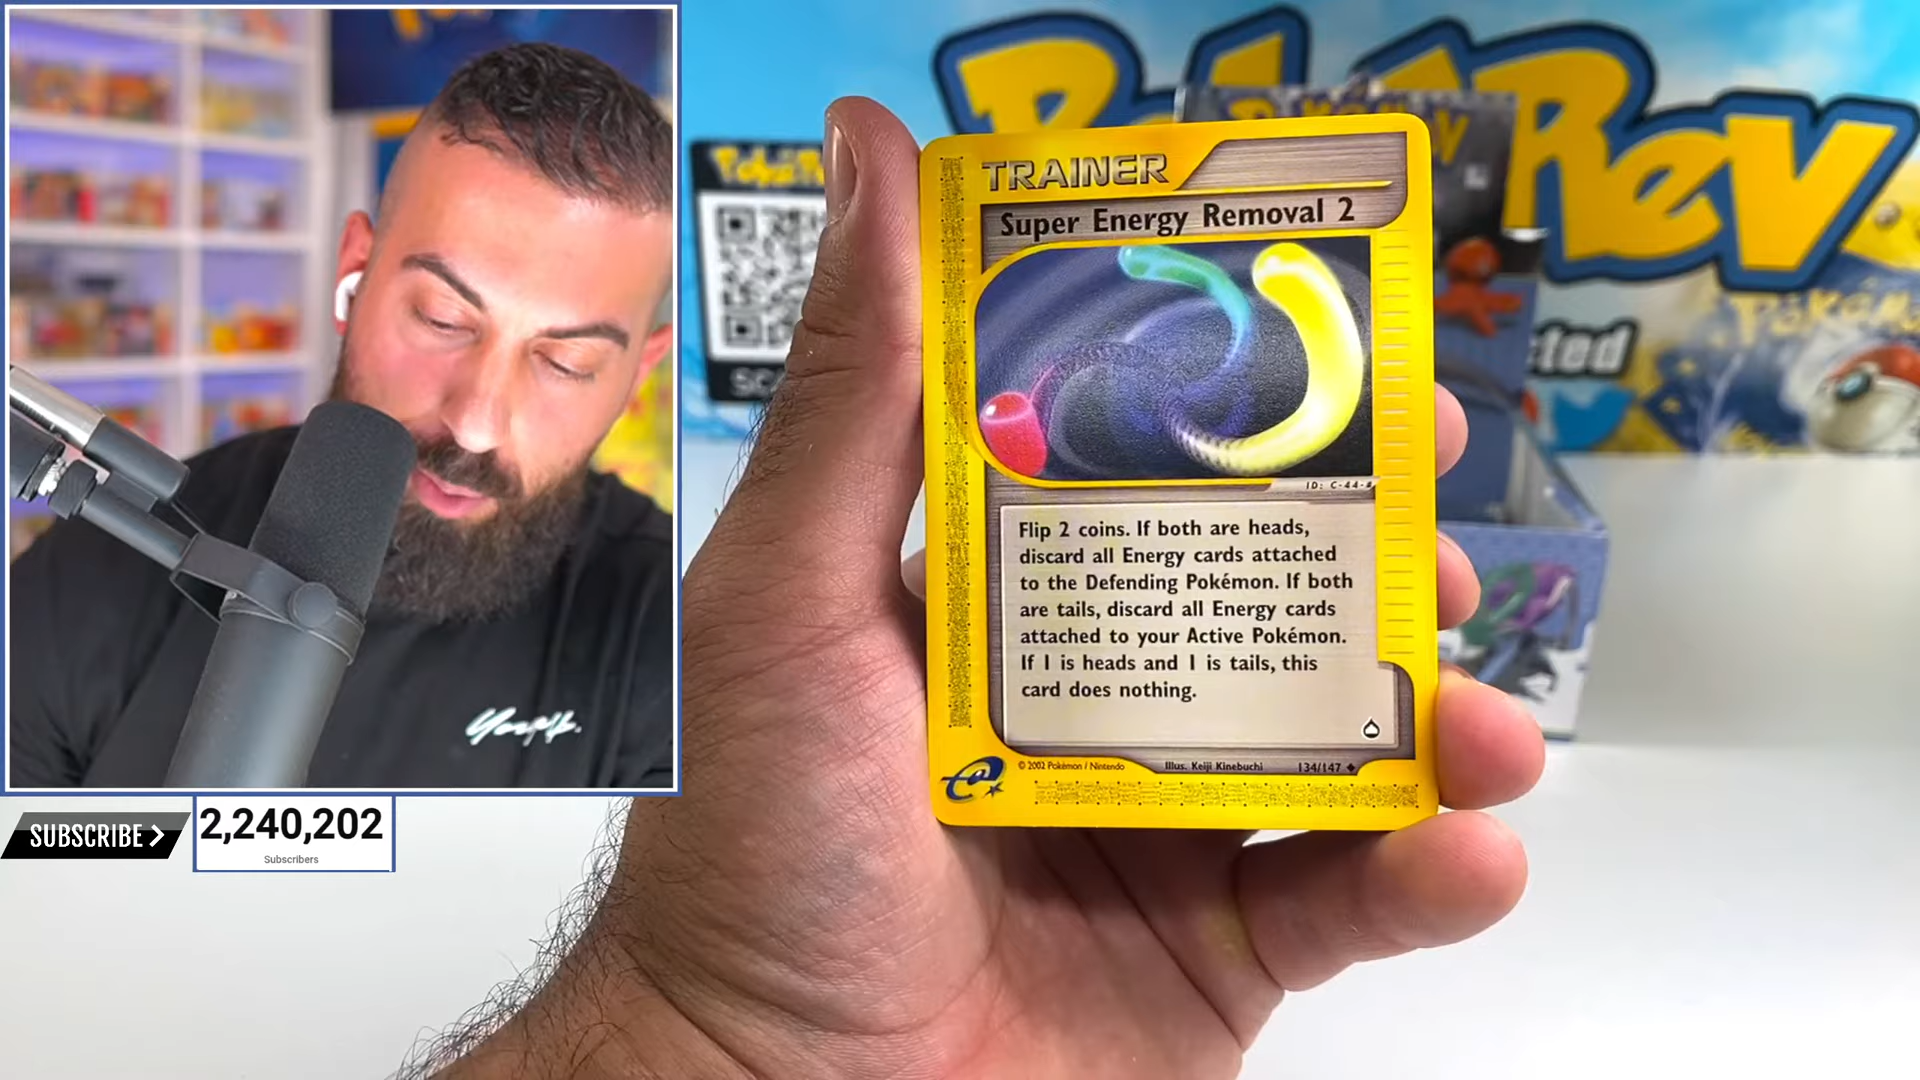 SUBSCRIBE
2,240,202
Subscribers
ReV
TRAINER
Super Energy Removal 2
Flip 2 coins. If both are heads,
discard all Energy cards attached
to the Defending Pokémon. If both
are tails, discard all Energy cards
attached to your Active Pokémon.
If 1 is heads and 1 is tails, this
card does nothing.
© 2002 Pokémon / Nintendo
Illus. Keiji Kinebuchi
134/147